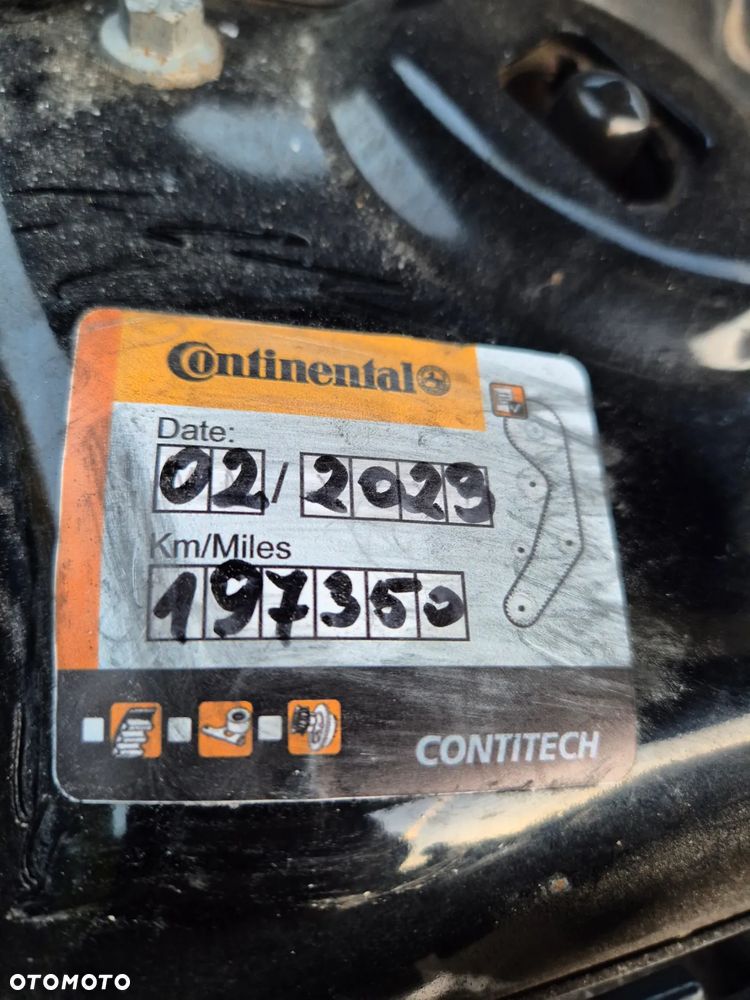 Continental
Date:
02/2023
Km/Miles
197350
CONTITECH
OTOMOTO